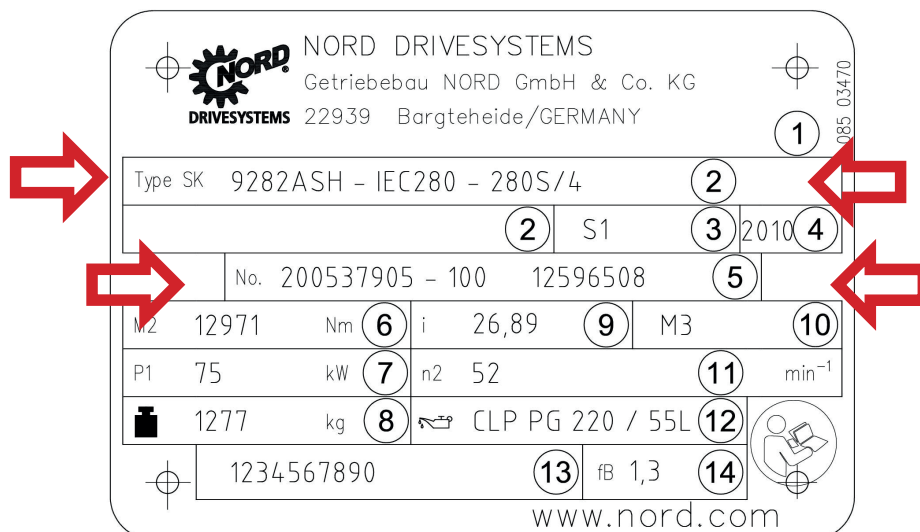 NORD®
DRIVESYSTEMS
NORD DRIVESYSTEMS
Getriebebau NORD GmbH & Co. KG
22939 Bargteheide/GERMANY
085 03470
1
Type SK 9282ASH - IEC280 - 280S/4 2
2 S1 3 2010 4
No. 200537905 - 100 12596508 5
M2 12971 Nm 6 i 26,89 9 M3 10
P1 75 kW 7 n2 52 11 min-1
1277 kg 8 CLP PG 220 / 55L 12
1234567890 13 fB 1,3 14
www.nord.com